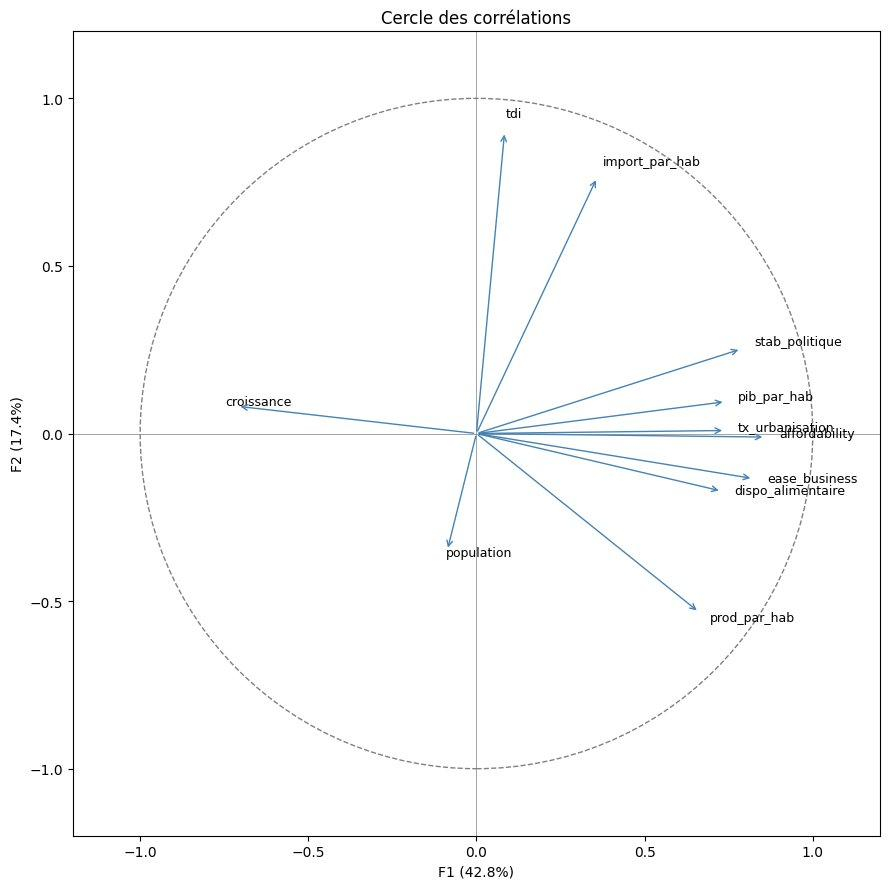 Cercle des corrélations
1.0
tdi
import_par_hab
0.5
stab_politique
croissance
pib_par_hab
tx_urbanisation
0.0
affordability
ease_business
dispo_alimentaire
population
−0.5
prod_par_hab
−1.0
F2 (17.4%)
−1.0 −0.5 0.0 0.5 1.0
F1 (42.8%)